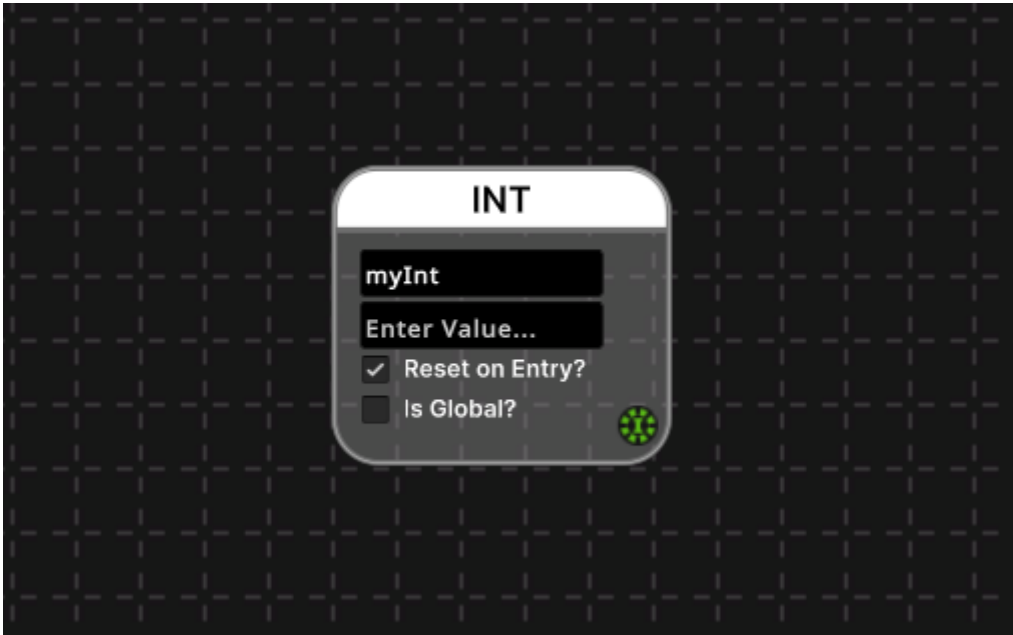 INT
myInt
Enter Value...
Reset on Entry?
Is Global?
I